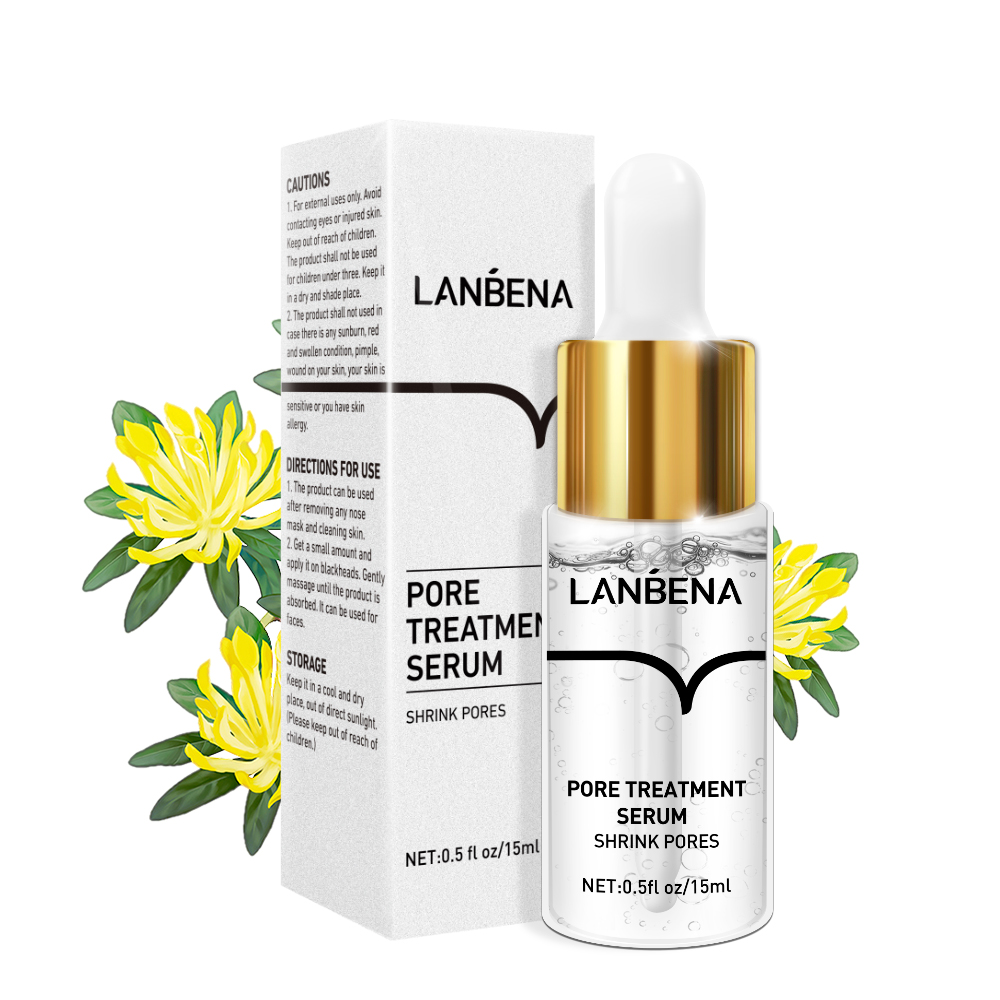 CAUTIONS
1. For external uses only. Avoid
contacting eyes or injured skin.
Keep out of reach of children.
The product shall not be used
for children under three. Keep it
in a dry and shade place.
2. The product shall not used in
case there is any sunburn, red
and swollen condition, pimple,
wound on your skin, your skin is
sensitive or you have skin
allergy.
DIRECTIONS FOR USE
1. The product can be used
after removing any nose
mask and cleaning skin.
2. Get a small amount and
apply it on blackheads. Gently
massage until the product is
absorbed. It can be used for
faces.
STORAGE
Keep it in a cool and dry
place, out of direct sunlight.
(Please keep out of reach of
children.)
LANBENA
PORE
TREATMEN
SERUM
SHRINK PORES
NET:0.5 fl oz/15ml
LANBENA
PORE TREATMENT
SERUM
SHRINK PORES
NET:0.5fl oz/15ml